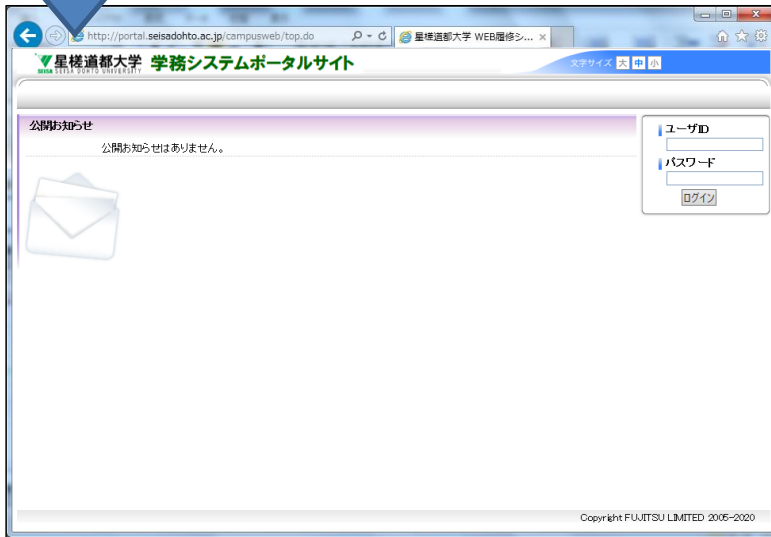 http://portal.seisadohto.ac.jp/campusweb/top.do
星槎道都大学 WEB履修シ...
星槎道都大学 学務システムポータルサイト
SEISA DOHTO UNIVERSITY
文字サイズ 大 中 小
公開お知らせ
公開お知らせはありません。
ユーザID
パスワード
ログイン
Copyright FUJITSU LIMITED 2005-2020